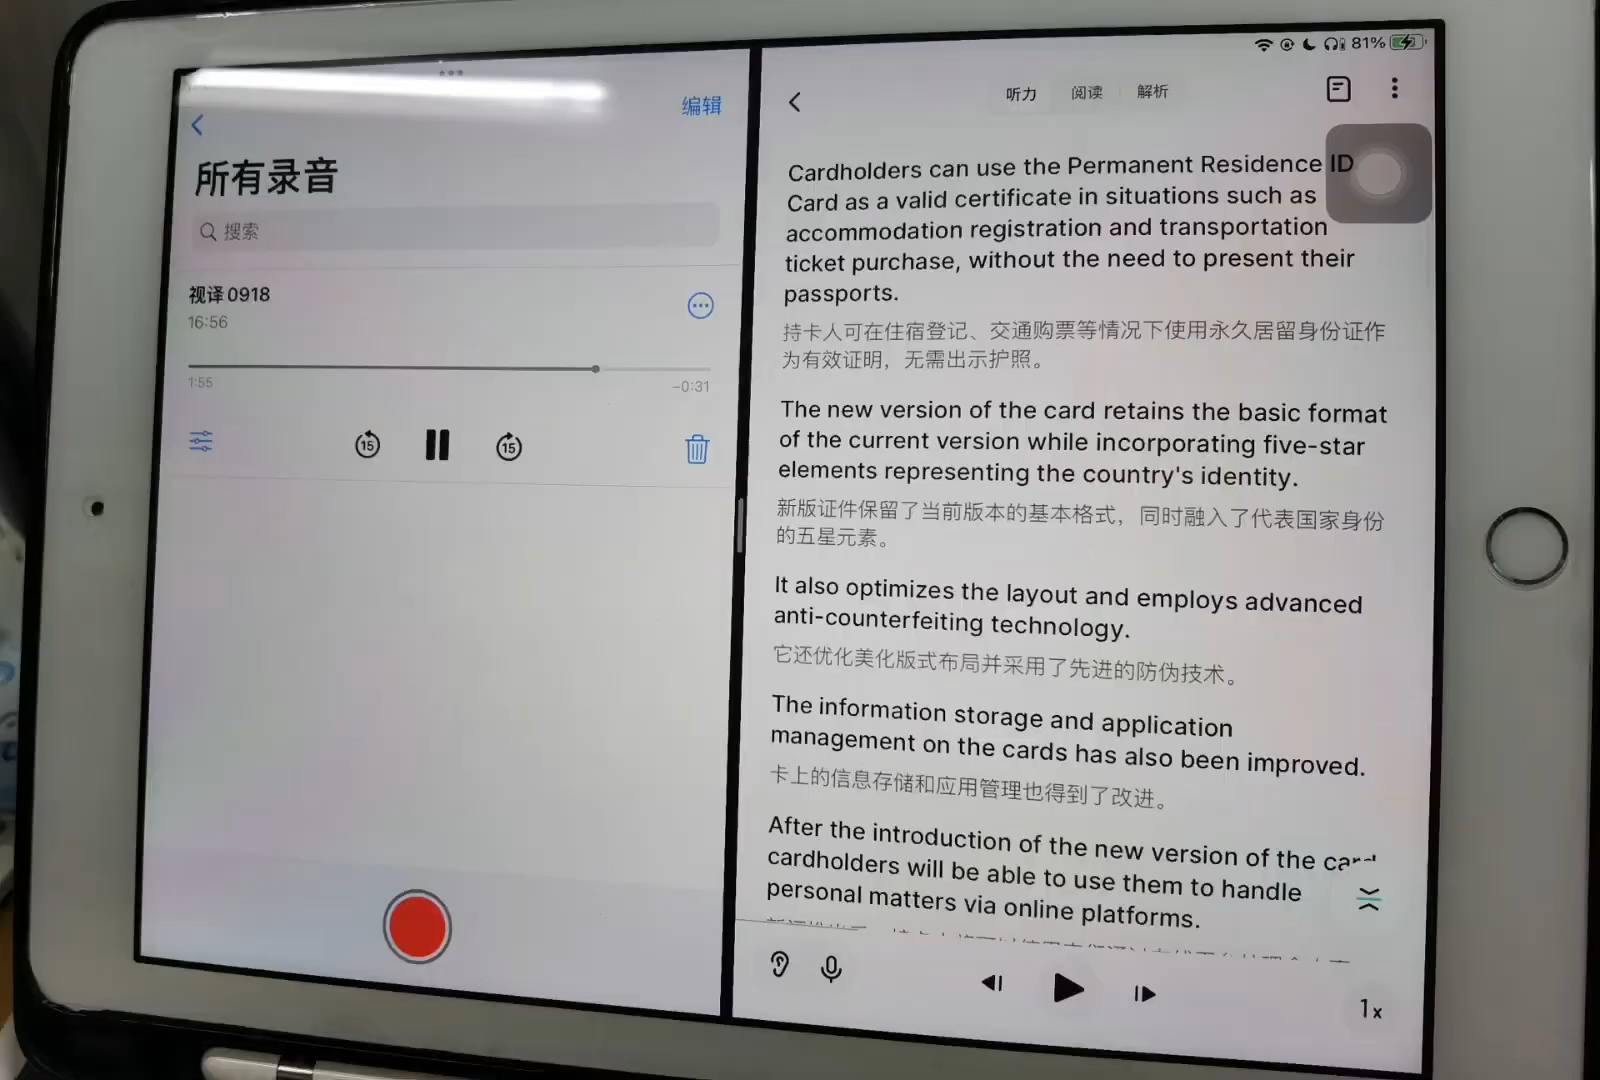 编辑
所有录音
搜索
视译0918
16:56
1:55
-0:31
15
15
81%
听力 阅读 解析
Cardholders can use the Permanent Residence ID
Card as a valid certificate in situations such as
accommodation registration and transportation
ticket purchase, without the need to present their
passports.
持卡人可在住宿登记、交通购票等情况下使用永久居留身份证作
为有效证明，无需出示护照。
The new version of the card retains the basic format
of the current version while incorporating five-star
elements representing the country's identity.
新版证件保留了当前版本的基本格式，同时融入了代表国家身份
的五星元素。
It also optimizes the layout and employs advanced
anti-counterfeiting technology.
它还优化美化版式布局并采用了先进的防伪技术。
The information storage and application
management on the cards has also been improved.
卡上的信息存储和应用管理也得到了改进。
After the introduction of the new version of the
cardholders will be able to use them to handle
personal matters via online platforms.
1x